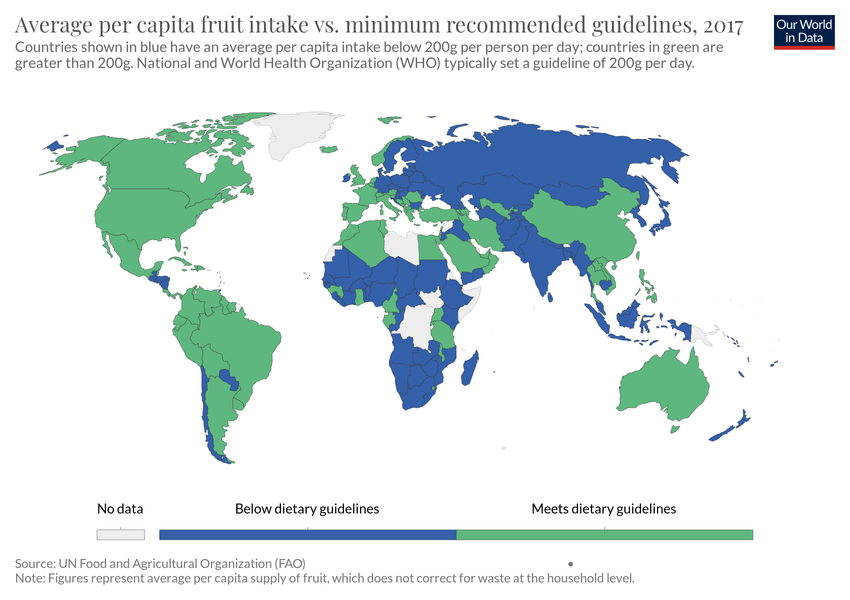 Average per capita fruit intake vs. minimum recommended guidelines, 2017
Our World
in Data
Countries shown in blue have an average per capita intake below 200g per person per day; countries in green are
greater than 200g. National and World Health Organization (WHO) typically set a guideline of 200g per day.
No data
Below dietary guidelines
Meets dietary guidelines
Source: UN Food and Agricultural Organization (FAO)
Note: Figures represent average per capita supply of fruit, which does not correct for waste at the household level.